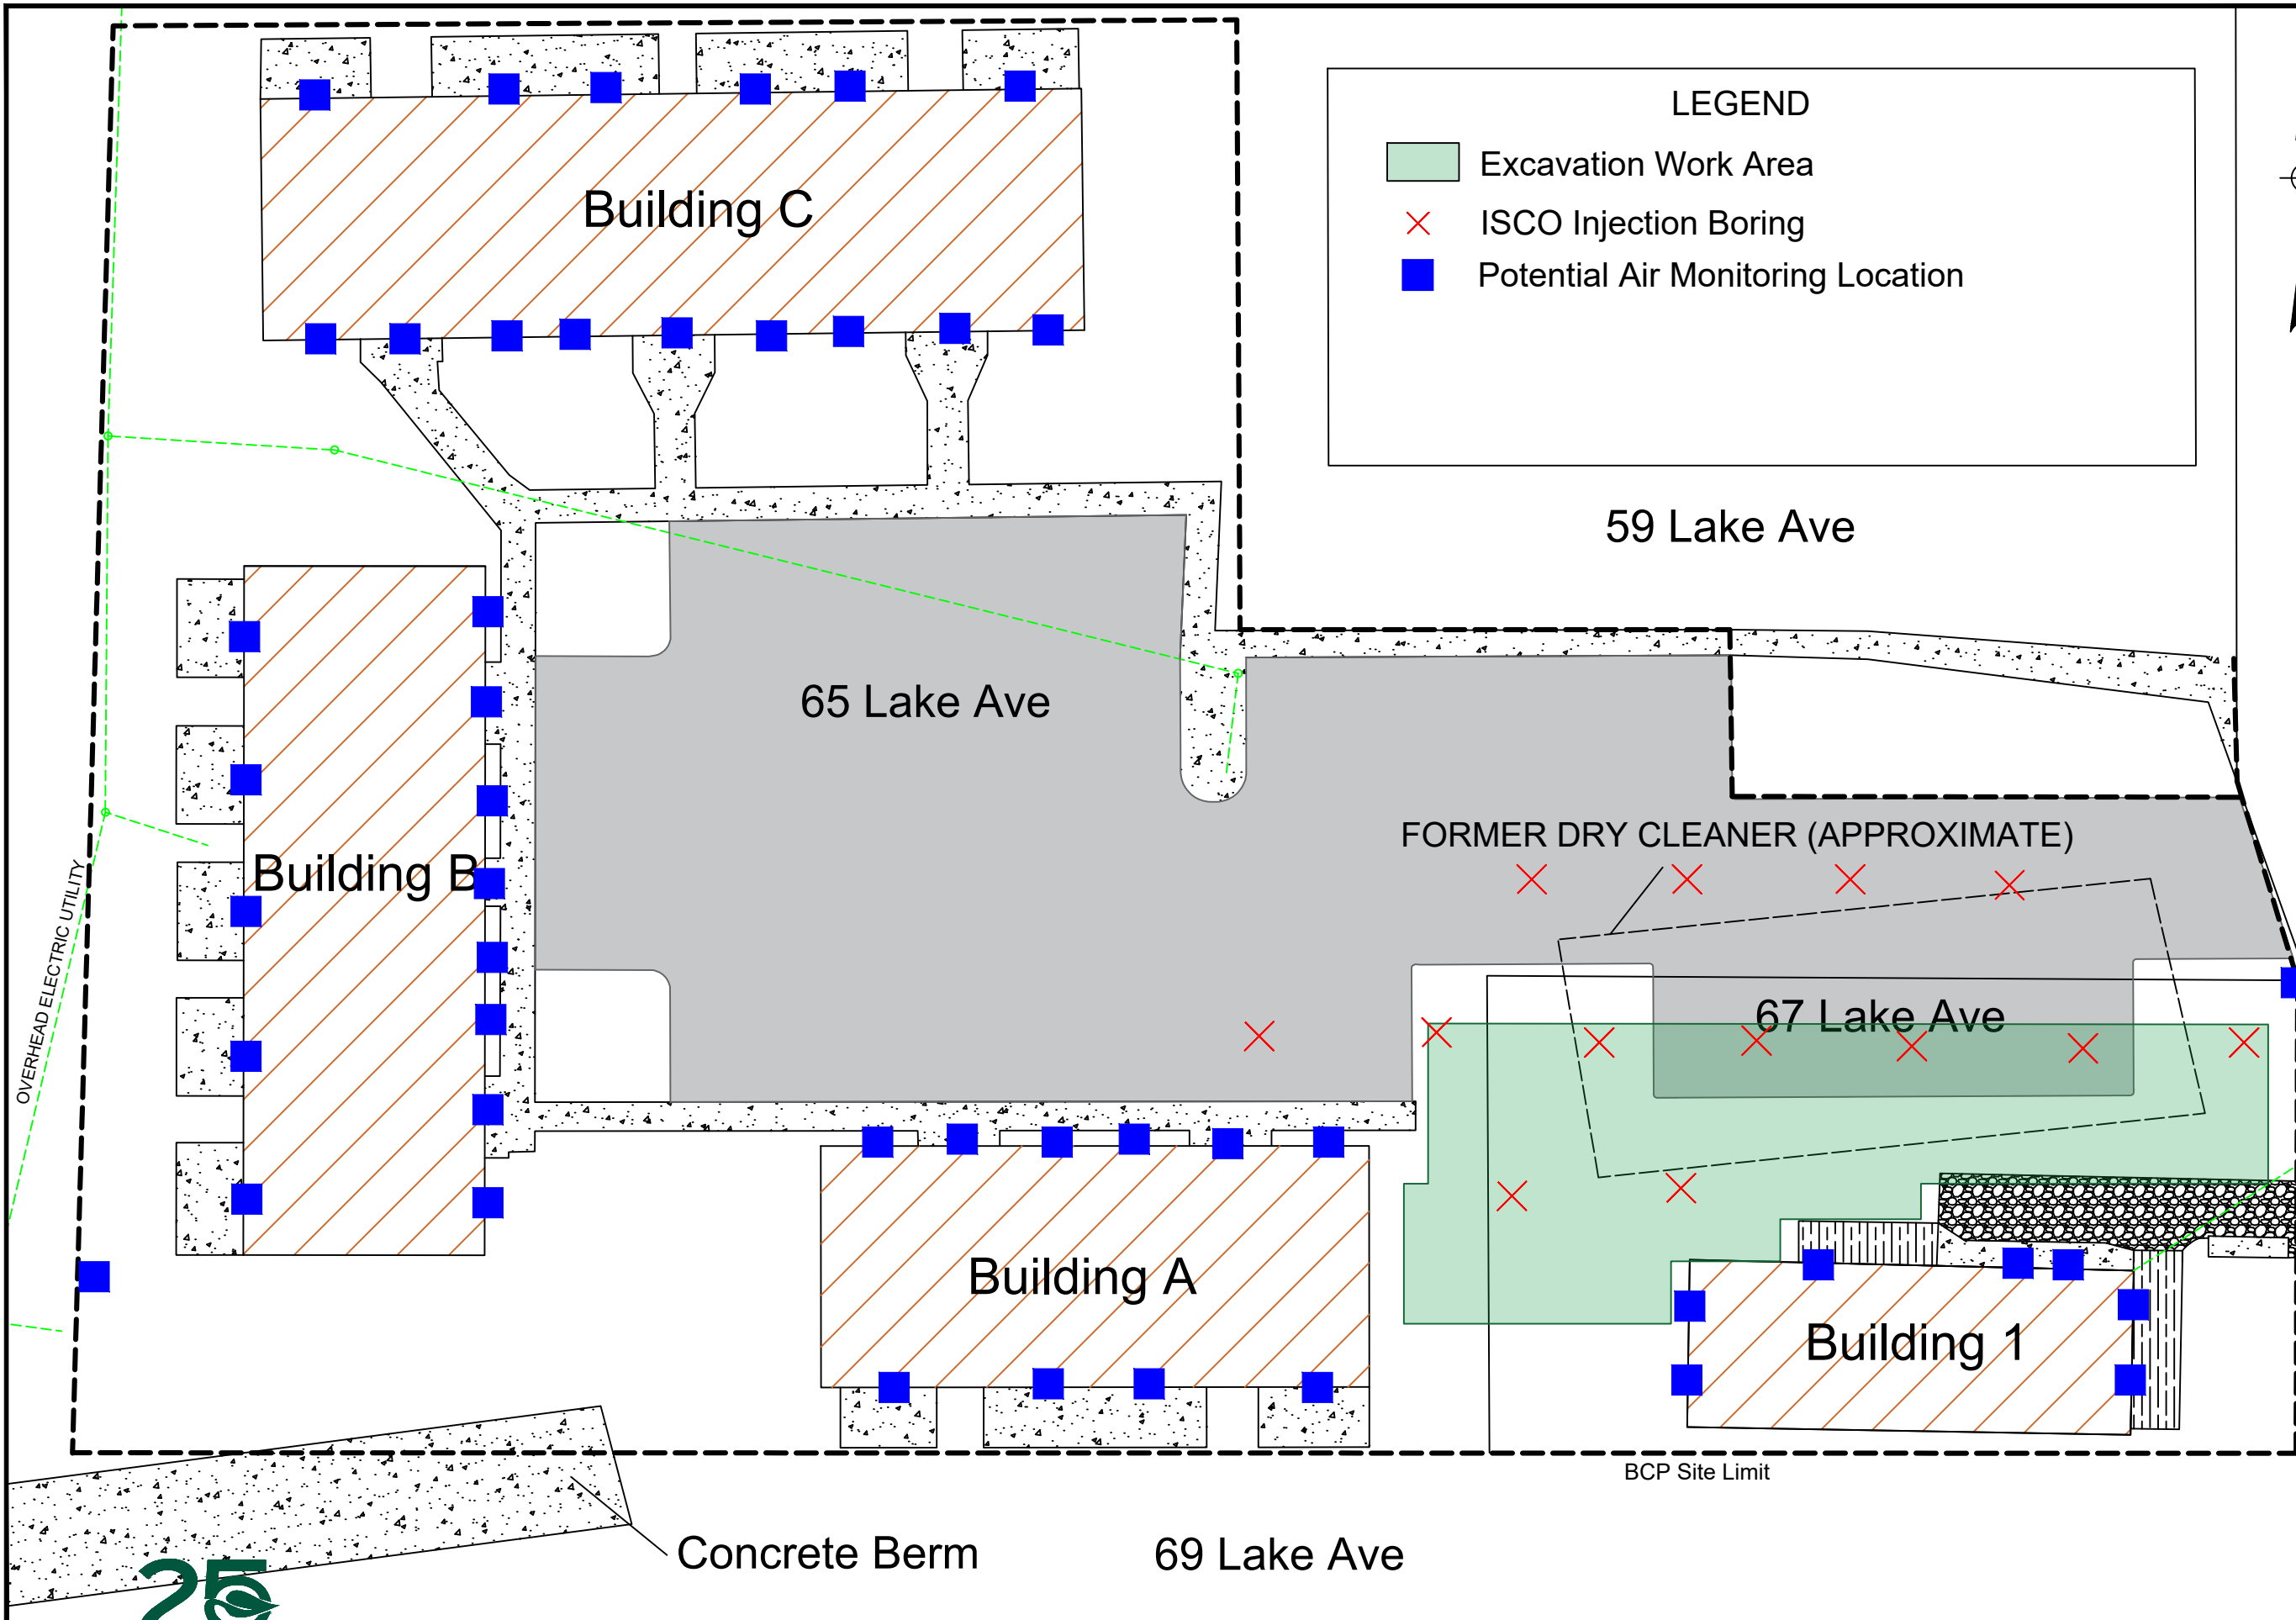 LEGEND
Excavation Work Area
ISCO Injection Boring
Potential Air Monitoring Location
Building C
59 Lake Ave
65 Lake Ave
FORMER DRY CLEANER (APPROXIMATE)
Building B
OVERHEAD ELECTRIC UTILITY
67 Lake Ave
Building A
Building 1
BCP Site Limit
Concrete Berm
69 Lake Ave
25